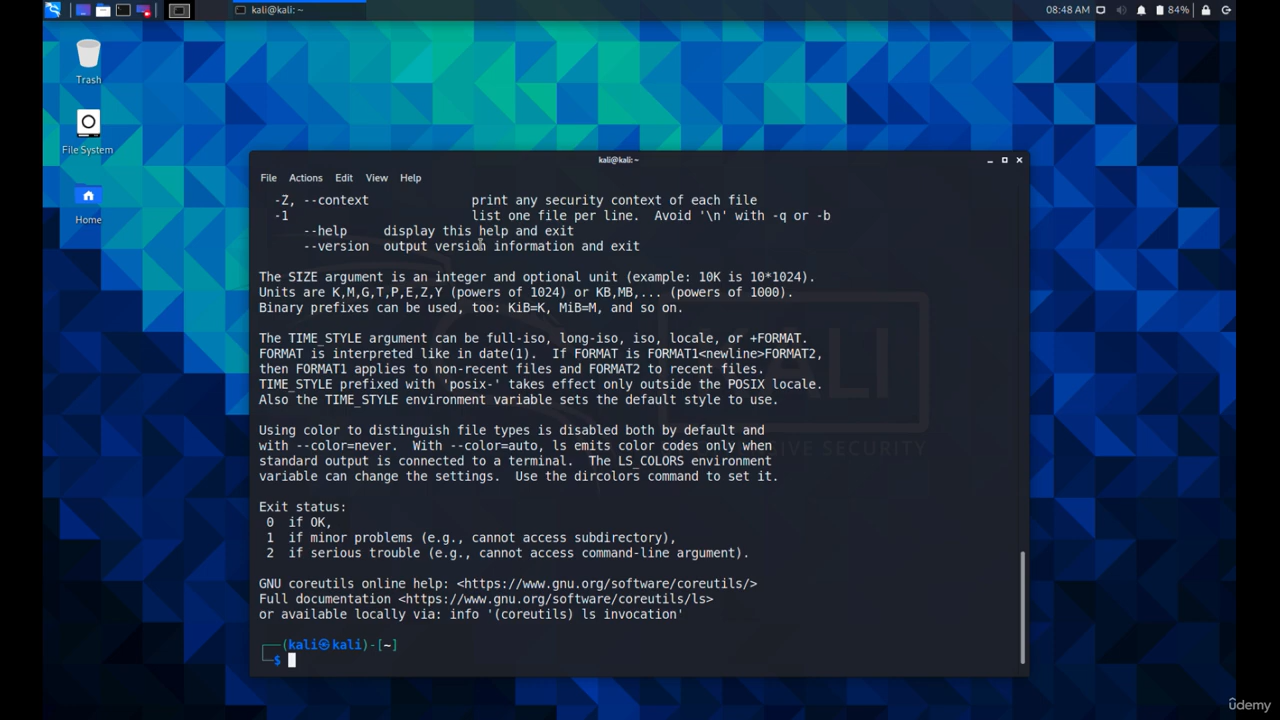 kali@kali: ~
08:48 AM
84%
Trash
File System
Home
kali@kali: ~
File Actions Edit View Help
-Z, --context print any security context of each file
-1 list one file per line. Avoid '\n' with -q or -b
--help display this help and exit
--version output version information and exit
The SIZE argument is an integer and optional unit (example: 10K is 10*1024).
Units are K,M,G,T,P,E,Z,Y (powers of 1024) or KB,MB,... (powers of 1000).
Binary prefixes can be used, too: KiB=K, MiB=M, and so on.
The TIME_STYLE argument can be full-iso, long-iso, iso, locale, or +FORMAT.
FORMAT is interpreted like in date(1). If FORMAT is FORMAT1<newline>FORMAT2,
then FORMAT1 applies to non-recent files and FORMAT2 to recent files.
TIME_STYLE prefixed with 'posix-' takes effect only outside the POSIX locale.
Also the TIME_STYLE environment variable sets the default style to use.
Using color to distinguish file types is disabled both by default and
with --color=never. With --color=auto, ls emits color codes only when
standard output is connected to a terminal. The LS_COLORS environment
variable can change the settings. Use the dircolors command to set it.
Exit status:
0 if OK,
1 if minor problems (e.g., cannot access subdirectory),
2 if serious trouble (e.g., cannot access command-line argument).
GNU coreutils online help: <https://www.gnu.org/software/coreutils/>
Full documentation <https://www.gnu.org/software/coreutils/ls>
or available locally via: info '(coreutils) ls invocation'
┌──(kali㉿kali)-[~]
└─$
SECURITY
udemy